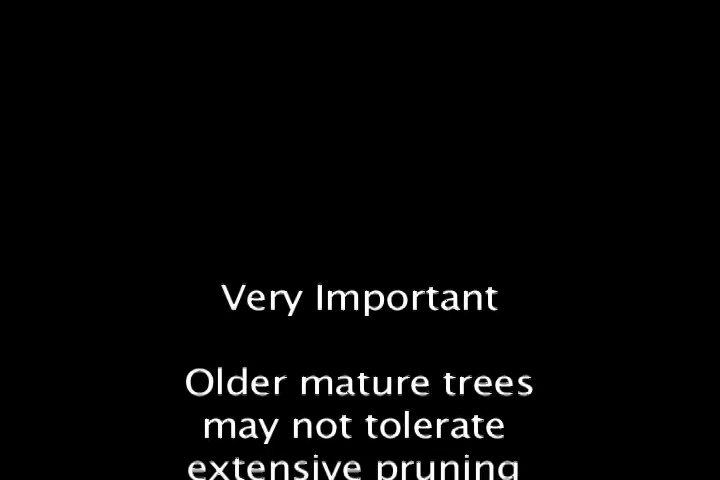 Very Important
Older mature trees
may not tolerate
extensive pruning